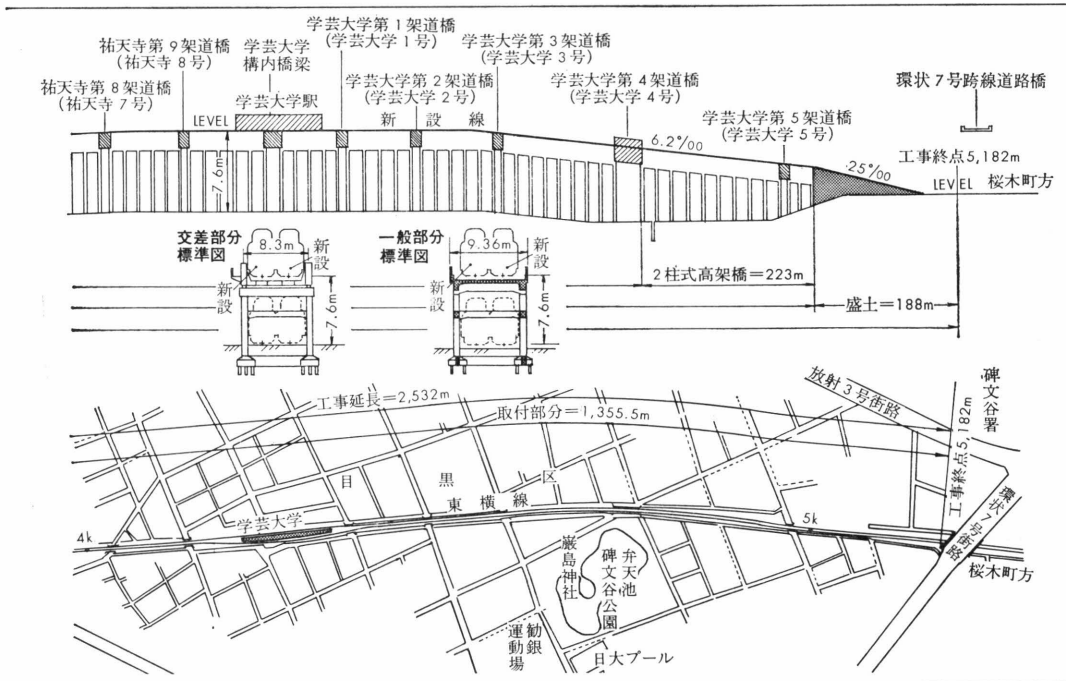 学芸大学第1架道橋
(学芸大学1号)
祐天寺第9架道橋
(祐天寺8号)
学芸大学
構内橋梁
学芸大学第3架道橋
(学芸大学3号)
祐天寺第8架道橋
(祐天寺7号)
学芸大学駅
学芸大学第2架道橋
(学芸大学2号)
学芸大学第4架道橋
(学芸大学4号)
環状7号跨線道路橋
LEVEL
新設線
6.2‰
学芸大学第5架道橋
(学芸大学5号)
7.6m
25‰
工事終点5,182m
LEVEL
桜木町方
交差部分
標準図
8.3m
新設
新設
7.6m
一般部分
標準図
9.36m
新設
新設
7.6m
2柱式高架橋=223m
盛土=188m
工事延長=2,532m
取付部分=1,355.5m
放射3号街路
碑文谷署
工事終点5,182m
目黒区
東横線
学芸大学
4k
5k
環状7号街路
桜木町方
厳島神社
弁天池
碑文谷公園
勧銀
運動場
日大プール